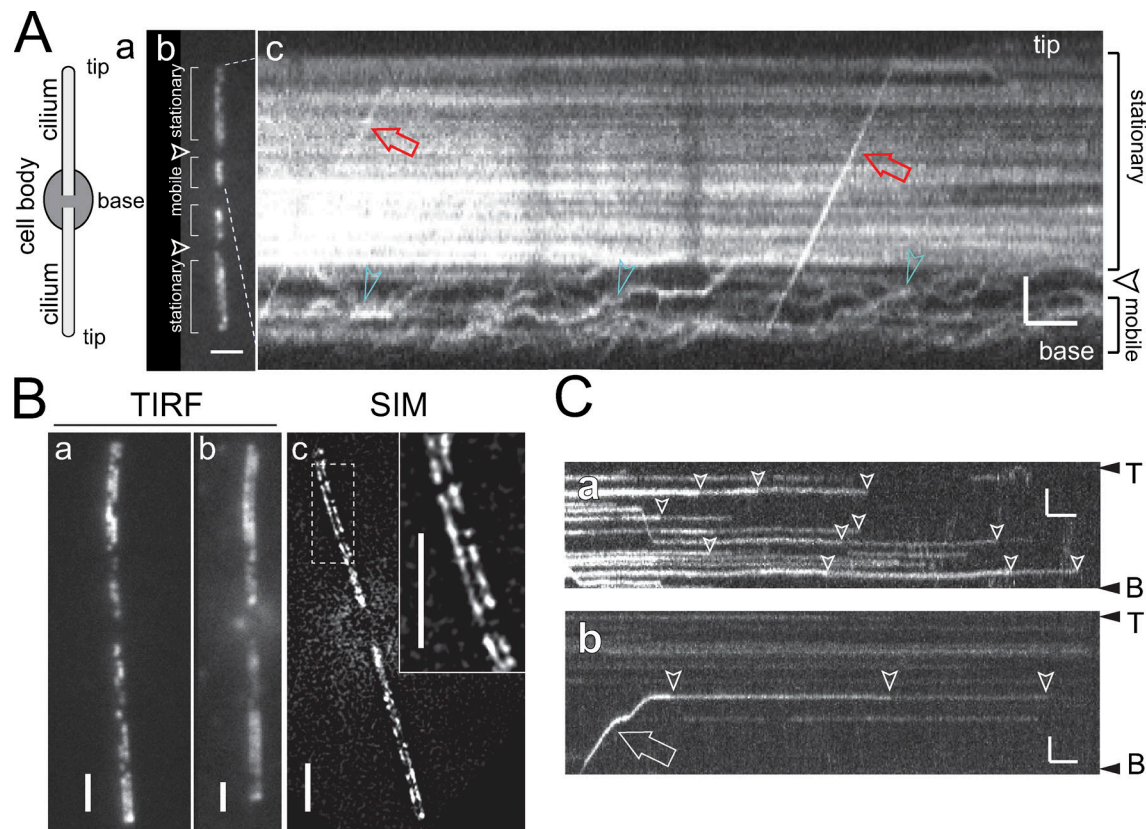 A
a
tip
cilium
cell body
base
cilium
tip
b
stationary
mobile
stationary
c
tip
base
stationary
mobile
B
TIRF
SIM
a
b
c
C
a
T
B
b
T
B